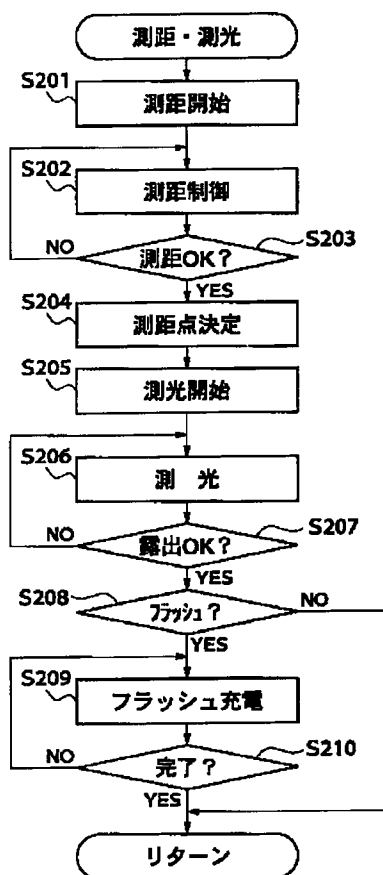 測距・測光
S201
測距開始
S202
測距制御
NO
測距OK?
S203
YES
S204
測距点決定
S205
測光開始
S206
測 光
NO
露出OK?
S207
YES
S208
フラッシュ?
NO
YES
S209
フラッシュ充電
NO
完了?
S210
YES
リターン